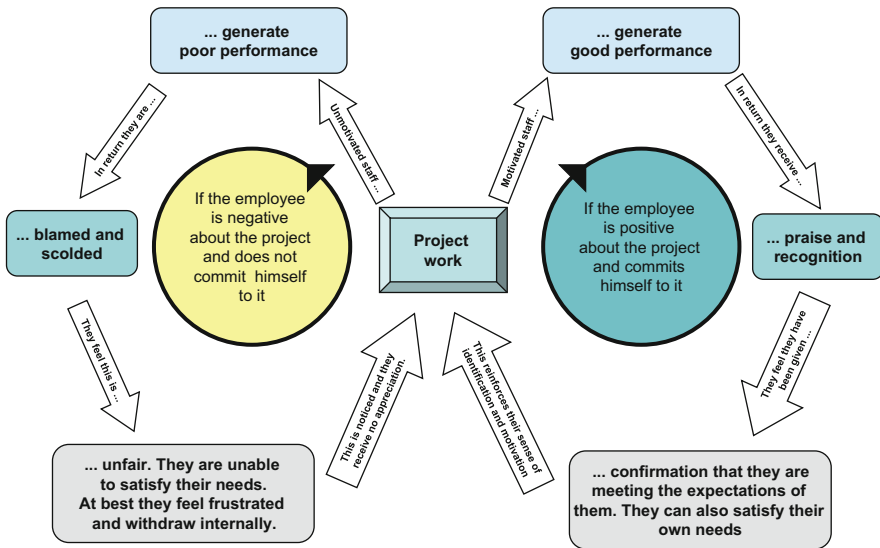 ... generate
poor performance
... generate
good performance
In return they are ...
Unmotivated staff ...
Motivated staff ...
In return they receive ...
If the employee
is negative
about the project
and does not
commit himself
to it
If the employee
is positive
about the project
and commits
himself to it
... blamed and
scolded
Project
work
... praise and
recognition
They feel this is ...
This is noticed and they
receive no appreciation.
This reinforces their sense of
identification and motivation
They feel they have
been given ...
... unfair. They are unable
to satisfy their needs.
At best they feel frustrated
and withdraw internally.
... confirmation that they are
meeting the expectations of
them. They can also satisfy their
own needs